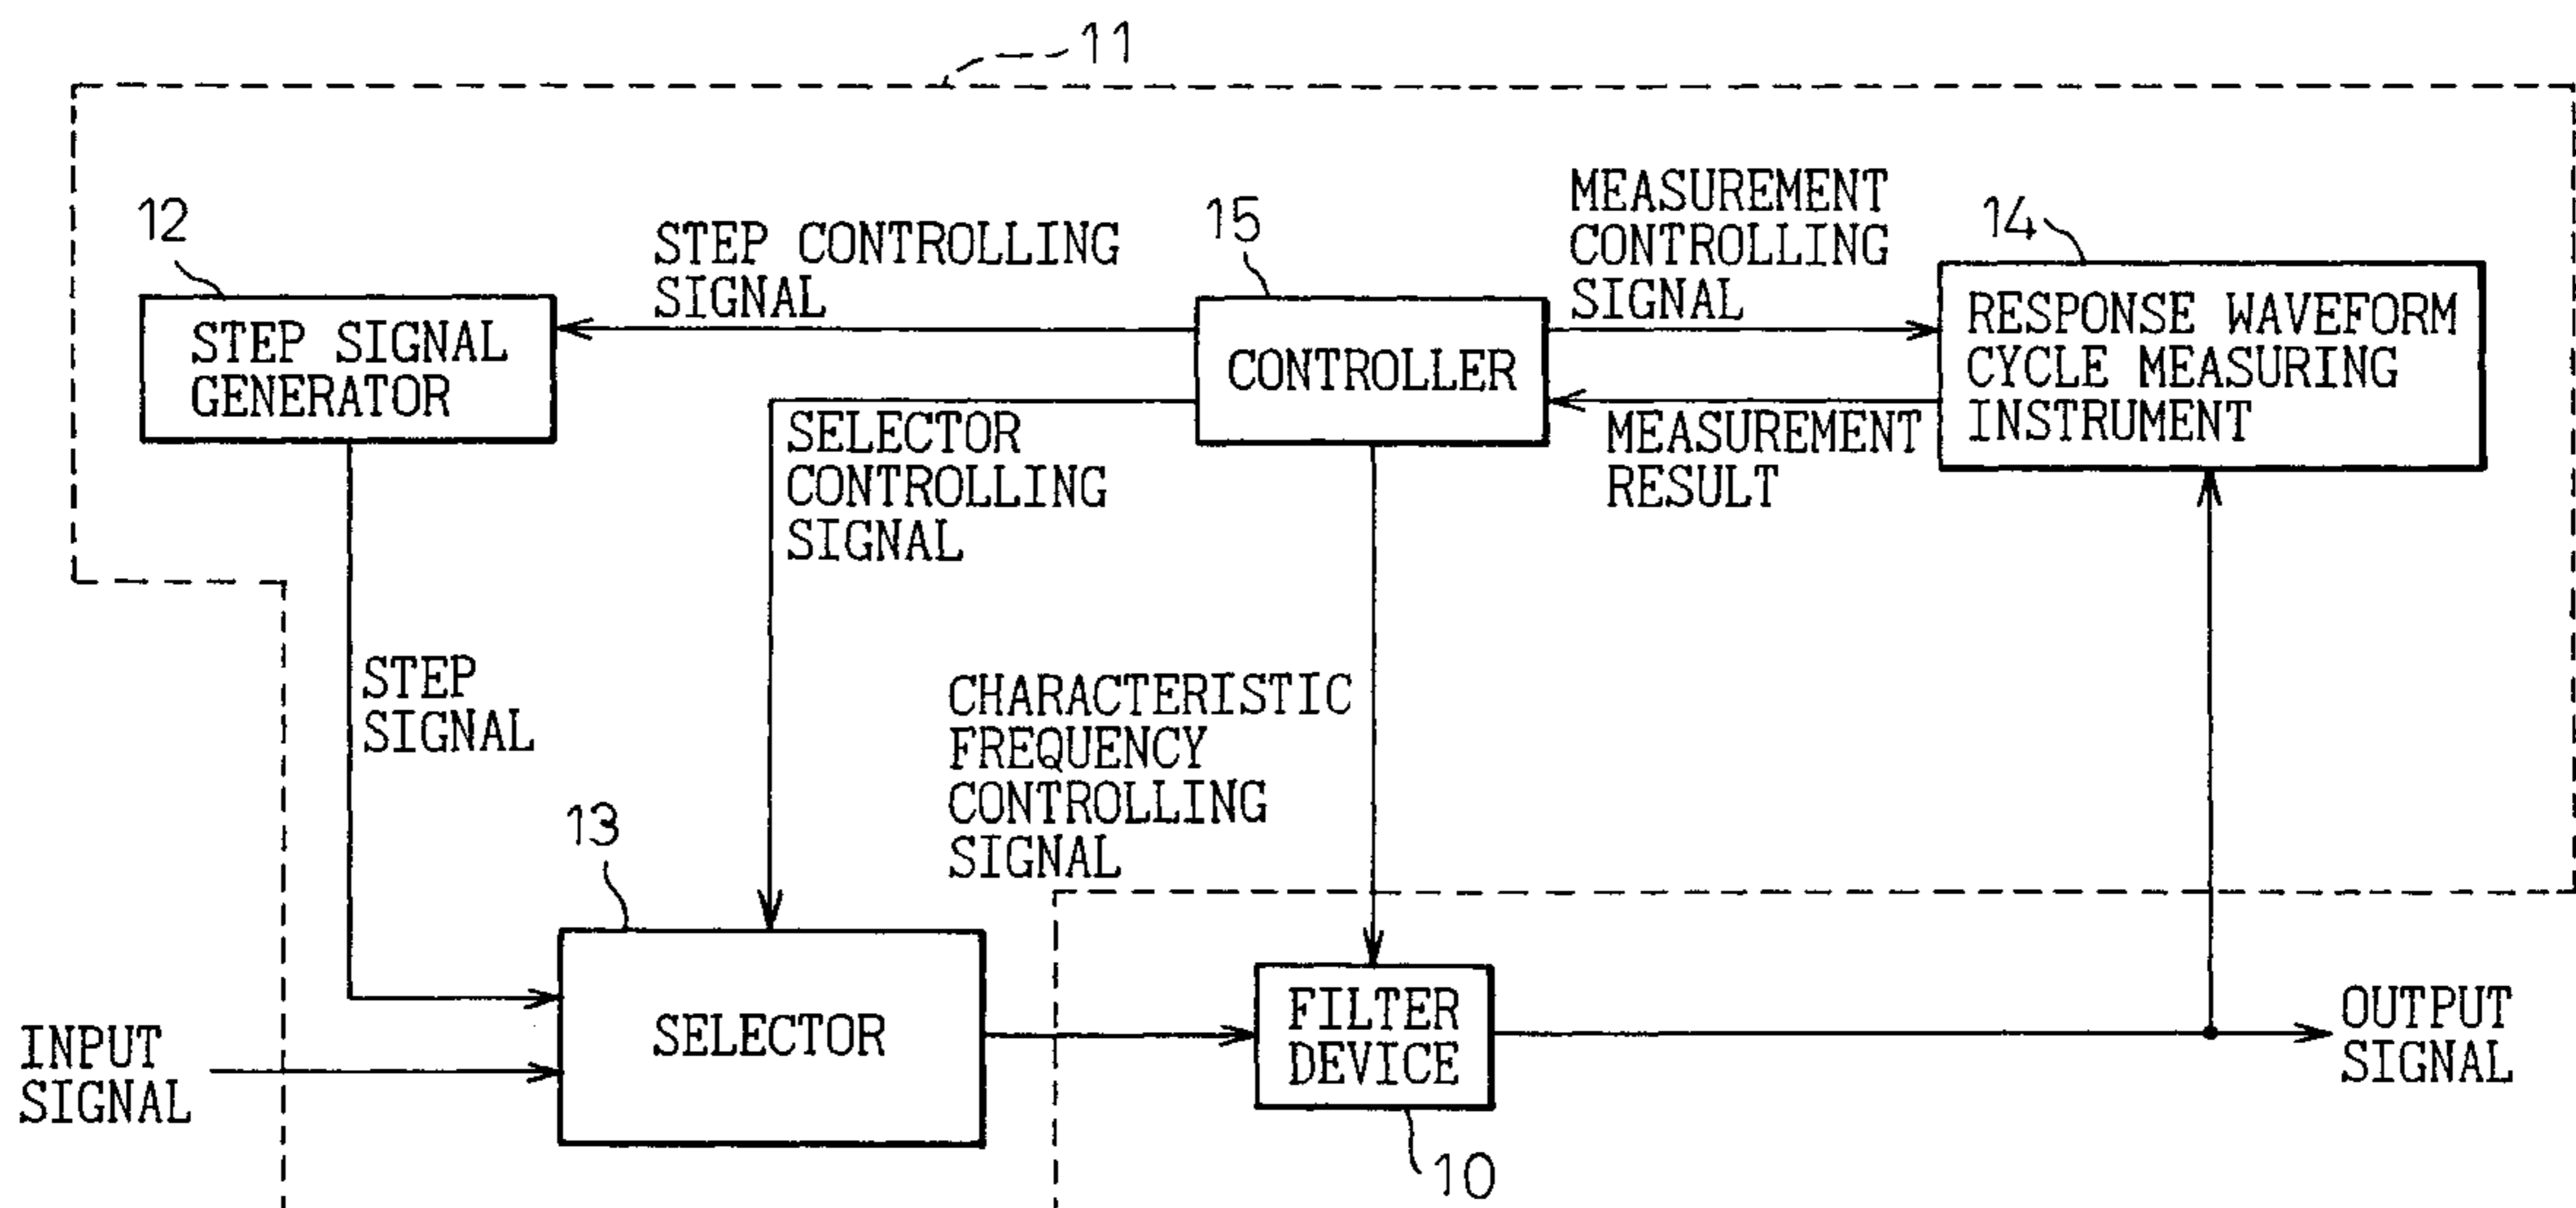 11
12
STEP CONTROLLING
SIGNAL
15
MEASUREMENT
CONTROLLING
SIGNAL
14
STEP SIGNAL
GENERATOR
CONTROLLER
RESPONSE WAVEFORM
CYCLE MEASURING
INSTRUMENT
SELECTOR
CONTROLLING
SIGNAL
MEASUREMENT
RESULT
STEP
SIGNAL
CHARACTERISTIC
FREQUENCY
CONTROLLING
SIGNAL
13
INPUT
SIGNAL
SELECTOR
FILTER
DEVICE
OUTPUT
SIGNAL
10